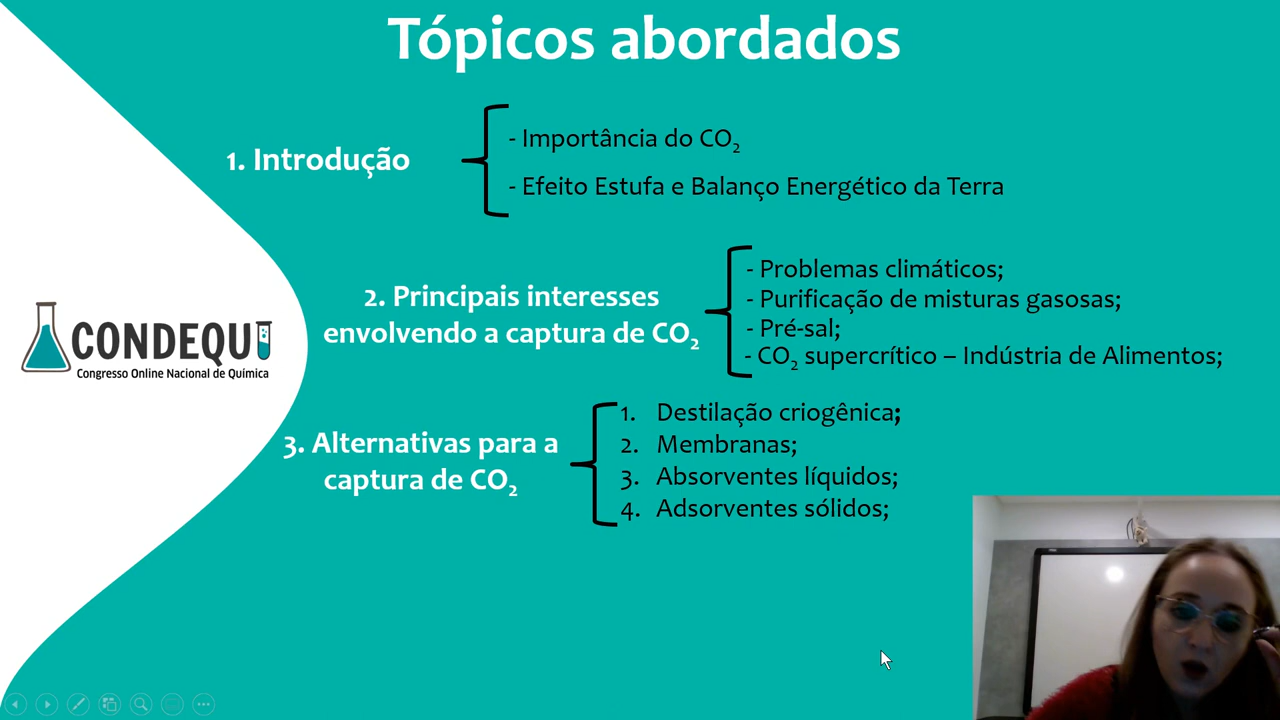 Tópicos abordados
1. Introdução
- Importância do CO₂
- Efeito Estufa e Balanço Energético da Terra
2. Principais interesses
envolvendo a captura de CO₂
- Problemas climáticos;
- Purificação de misturas gasosas;
- Pré-sal;
- CO₂ supercrítico – Indústria de Alimentos;
CONDEQUI
Congresso Online Nacional de Química
3. Alternativas para a
captura de CO₂
1. Destilação criogênica;
2. Membranas;
3. Absorventes líquidos;
4. Adsorventes sólidos;